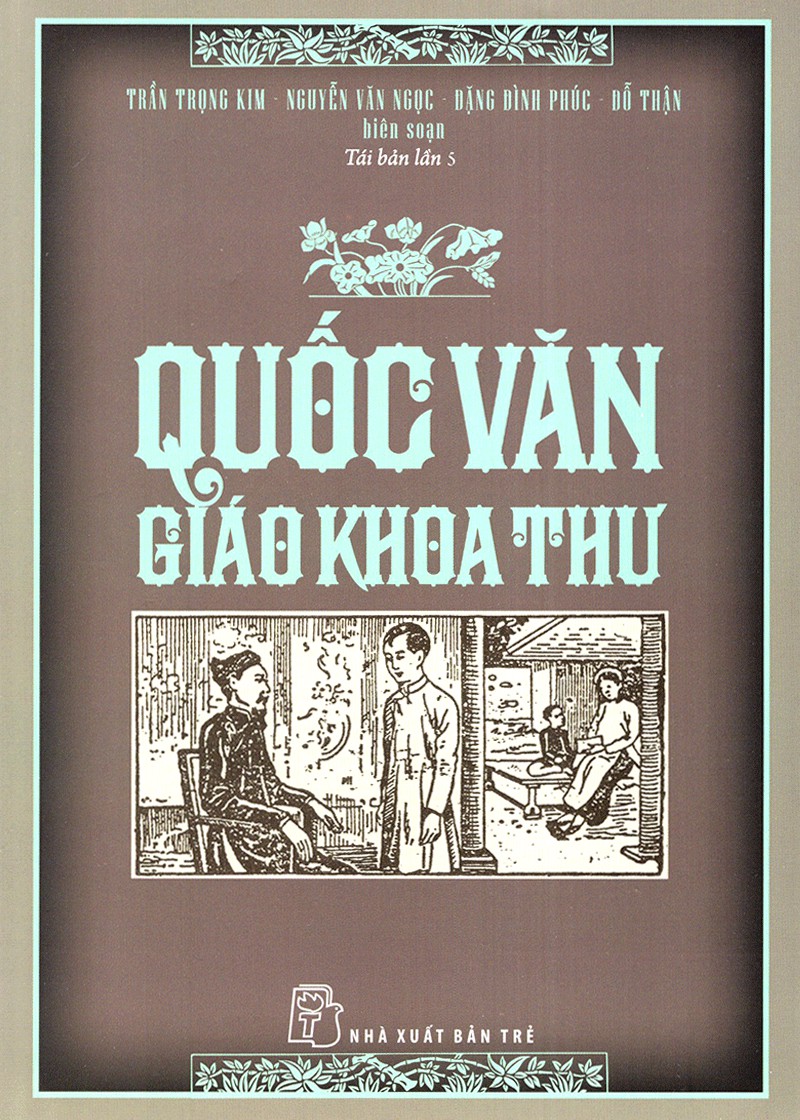 TRẦN TRỌNG KIM - NGUYỄN VĂN NGỌC - ĐẶNG ĐÌNH PHÚC - ĐỖ THẬN
biên soạn
Tái bản lần 5
QUỐC VĂN
GIÁO KHOA THƯ
T
NHÀ XUẤT BẢN TRẺ